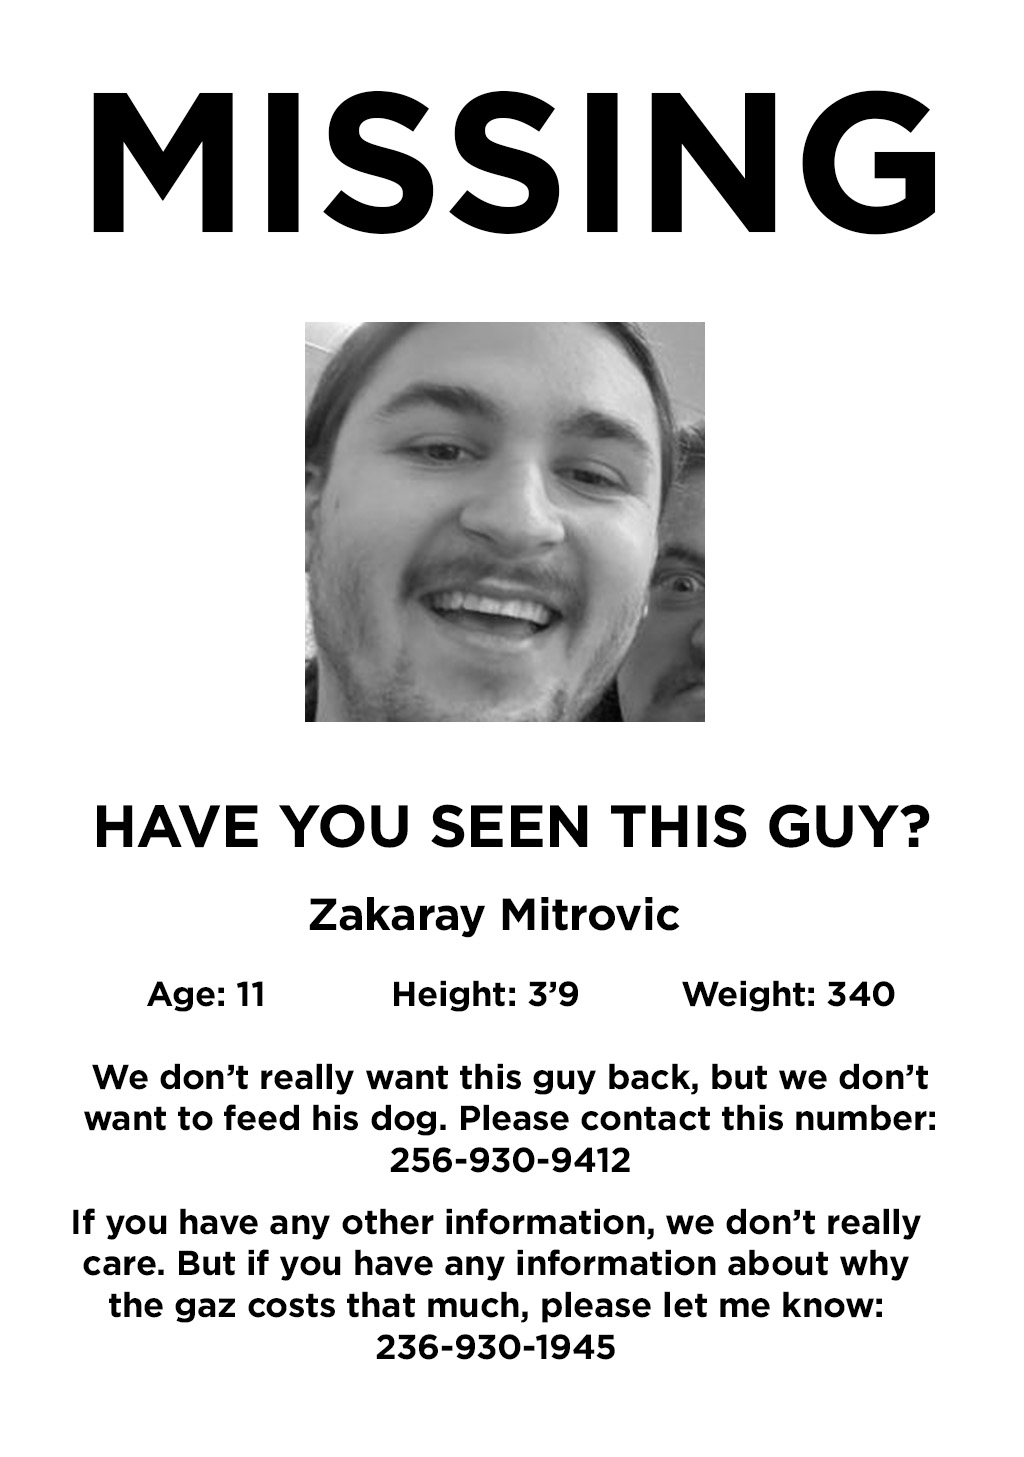 MISSING
HAVE YOU SEEN THIS GUY?
Zakaray Mitrovic
Age: 11 Height: 3’9 Weight: 340
We don’t really want this guy back, but we don’t
want to feed his dog. Please contact this number:
256-930-9412
If you have any other information, we don’t really
care. But if you have any information about why
the gaz costs that much, please let me know:
236-930-1945